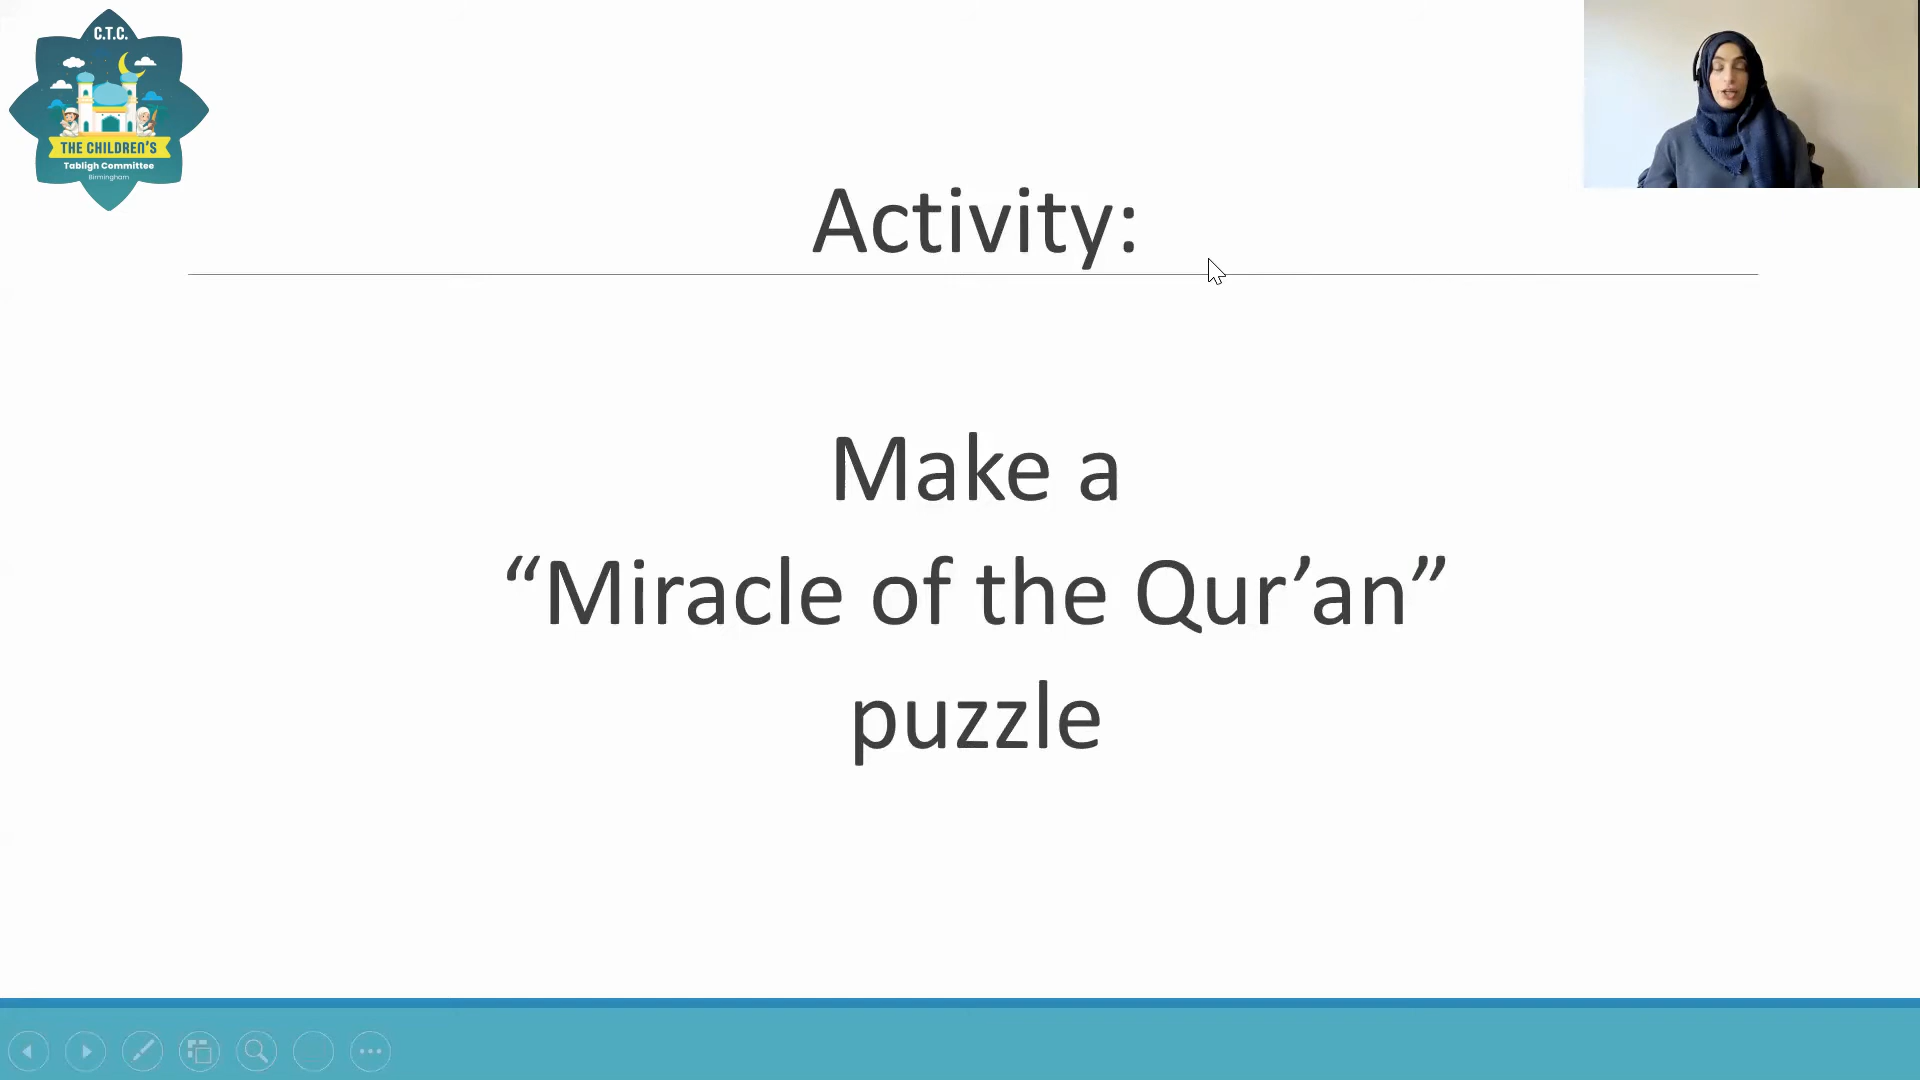 C.T.C.
THE CHILDREN'S
Tabligh Committee
Birmingham
Activity:
Make a
“Miracle of the Qur’an”
puzzle